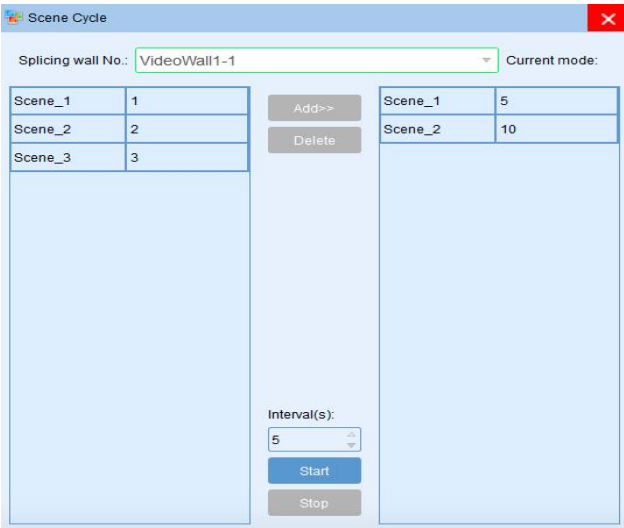 Scene Cycle
Splicing wall No.: VideoWall1-1 Current mode:
Scene_1 1
Scene_2 2
Scene_3 3
Add>>
Delete
Interval(s):
5
Start
Stop
Scene_1 5
Scene_2 10